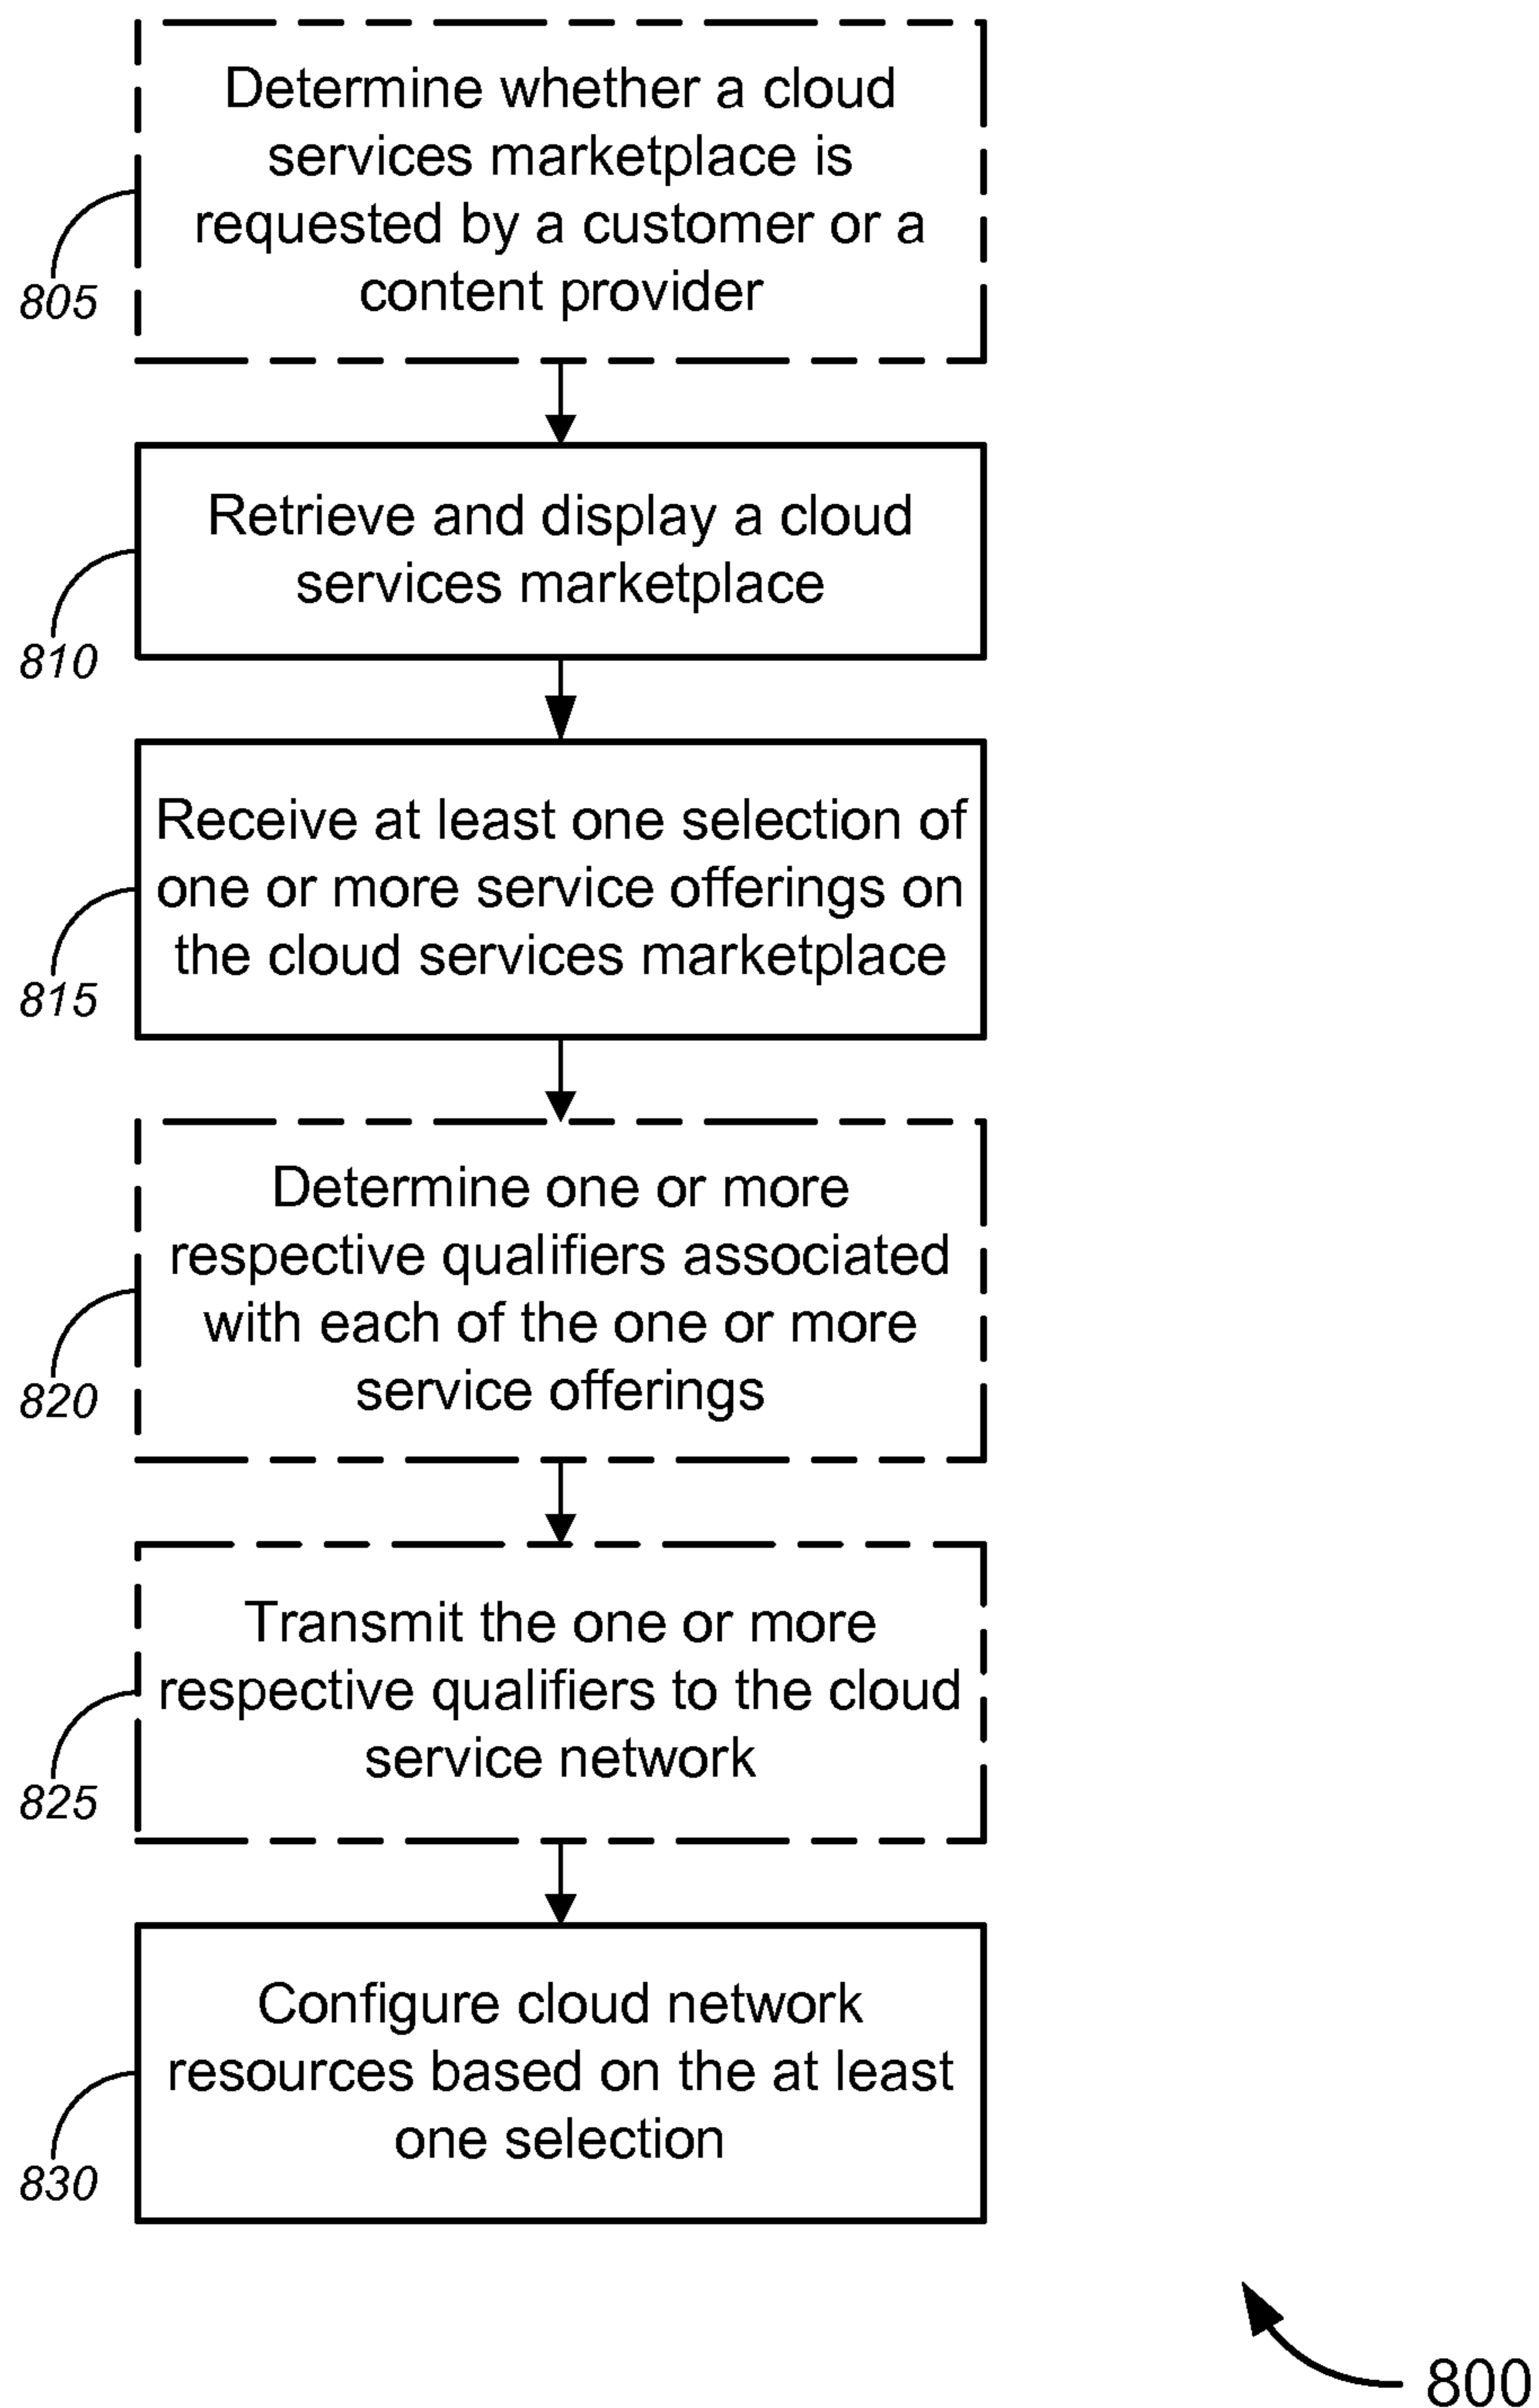 Determine whether a cloud
services marketplace is
requested by a customer or a
content provider
805
Retrieve and display a cloud
services marketplace
810
Receive at least one selection of
one or more service offerings on
the cloud services marketplace
815
Determine one or more
respective qualifiers associated
with each of the one or more
service offerings
820
Transmit the one or more
respective qualifiers to the cloud
service network
825
Configure cloud network
resources based on the at least
one selection
830
800